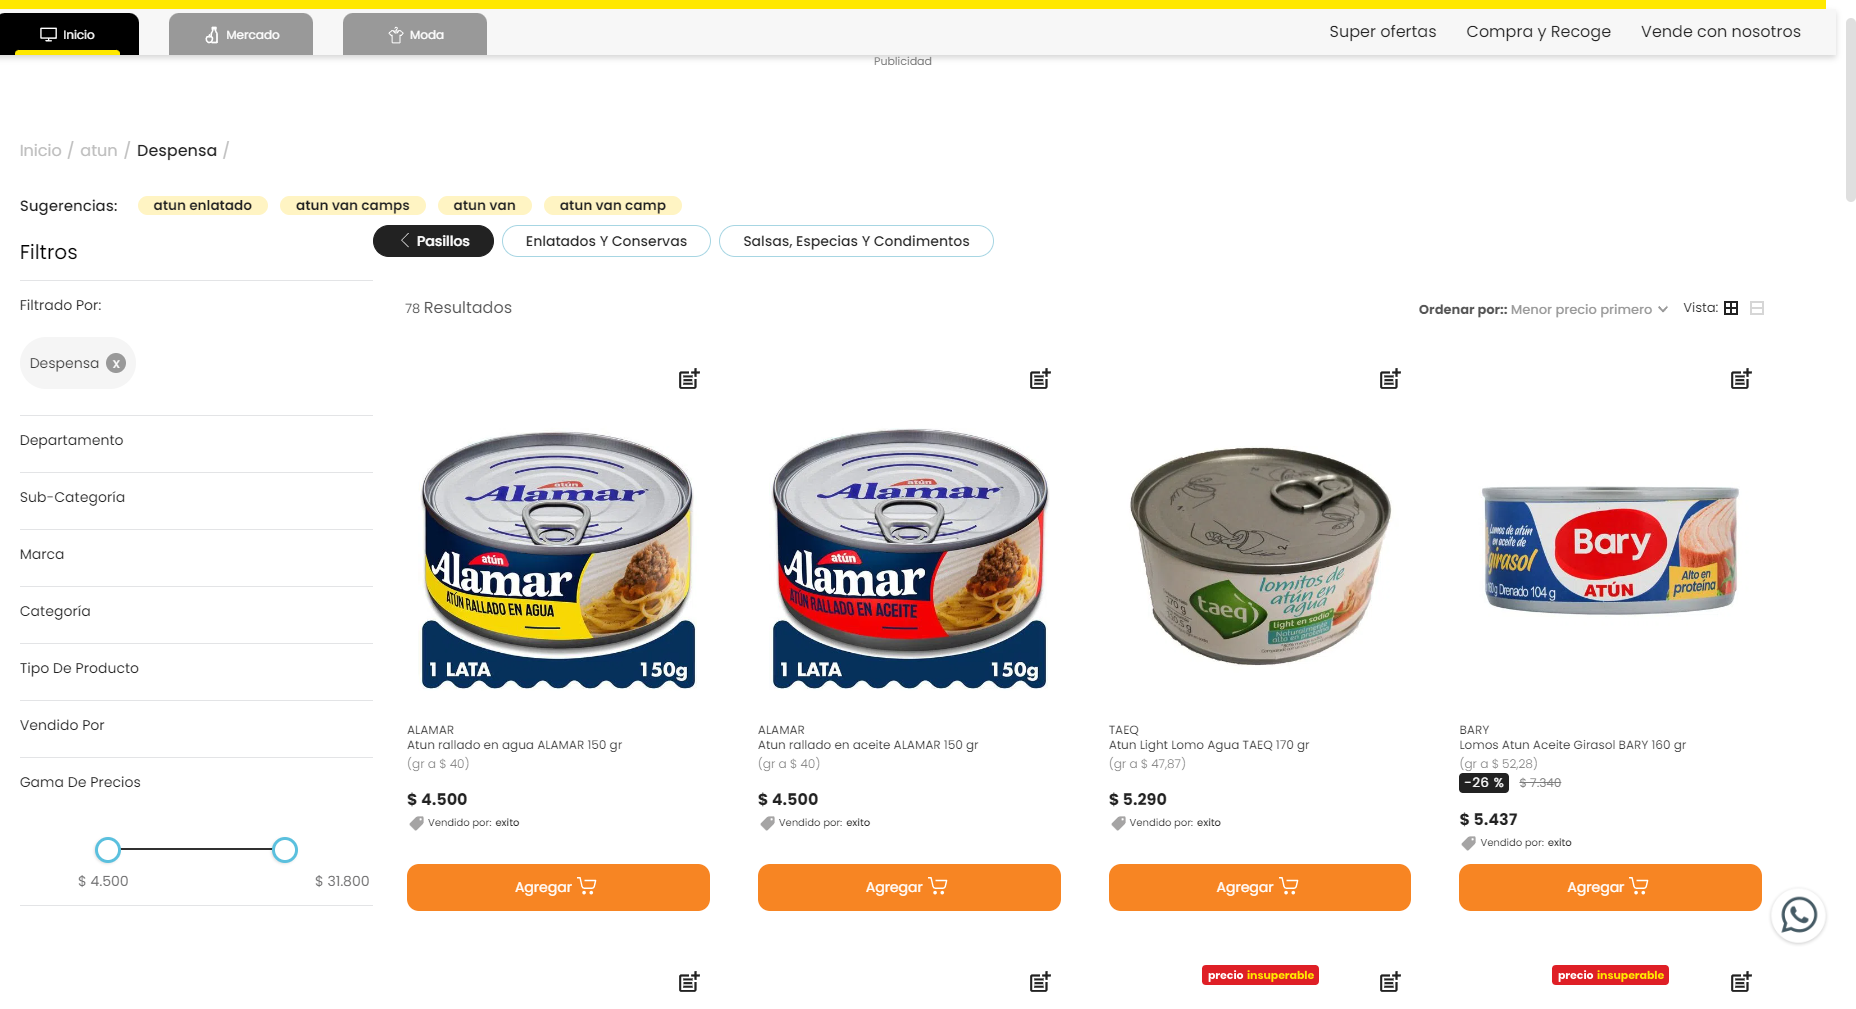 Inicio
Mercado
Moda
Super ofertas
Compra y Recoge
Vende con nosotros
Publicidad
Inicio / atun / Despensa /
Sugerencias:
atun enlatado
atun van camps
atun van
atun van camp
Pasillos
Enlatados Y Conservas
Salsas, Especias Y Condimentos
Filtros
Filtrado Por:
Despensa x
Departamento
Sub-Categoría
Marca
Categoría
Tipo De Producto
Vendido Por
Gama De Precios
$ 4.500
$ 31.800
78 Resultados
Ordenar por:: Menor precio primero
Vista:
atún
Alamar
atún
Alamar
ATÚN RALLADO EN AGUA
1 LATA 150g
ALAMAR
Atun rallado en agua ALAMAR 150 gr
(gr a $ 40)
$ 4.500
Vendido por: exito
Agregar
atún
Alamar
atún
Alamar
ATÚN RALLADO EN ACEITE
1 LATA 150g
ALAMAR
Atun rallado en aceite ALAMAR 150 gr
(gr a $ 40)
$ 4.500
Vendido por: exito
Agregar
taeq
lomitos de
atún en
agua
light en sodio
Naturalmente
alto en proteína
TAEQ
Atun Light Lomo Agua TAEQ 170 gr
(gr a $ 47,87)
$ 5.290
Vendido por: exito
Agregar
Lomos de atún
en aceite de
girasol
Bary
ATÚN
Alto en
proteína
160 g Drenado 104 g
BARY
Lomos Atun Aceite Girasol BARY 160 gr
(gr a $ 52,28)
-26 % $ 7.340
$ 5.437
Vendido por: exito
Agregar
precio insuperable
precio insuperable